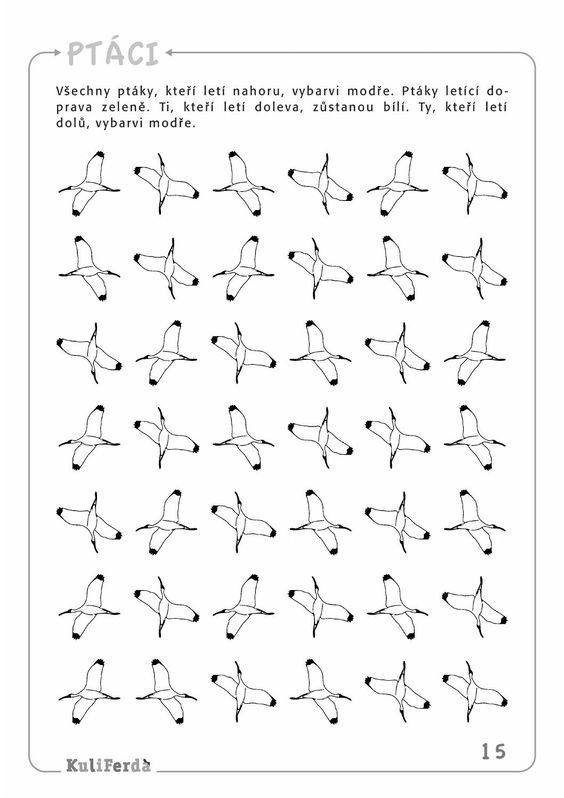 PTÁCI
Všechny ptáky, kteří letí nahoru, vybarvi modře. Ptáky letící do-
prava zeleně. Ti, kteří letí doleva, zůstanou bílí. Ty, kteří letí
dolů, vybarvi modře.
15
KuliFerda